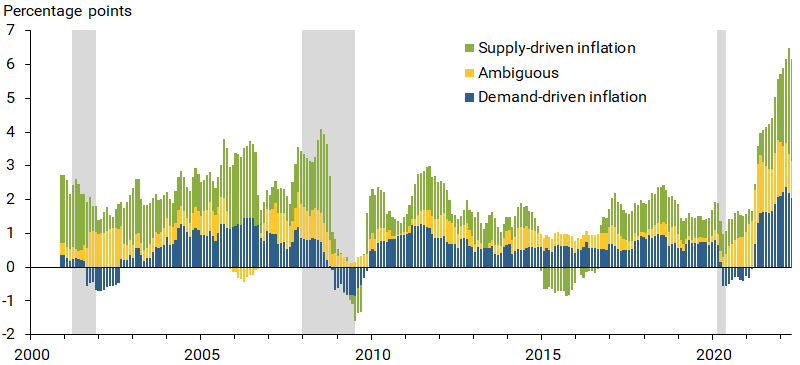 Percentage points
7
6
5
4
3
2
1
0
-1
-2
Supply-driven inflation
Ambiguous
Demand-driven inflation
2000 2005 2010 2015 2020